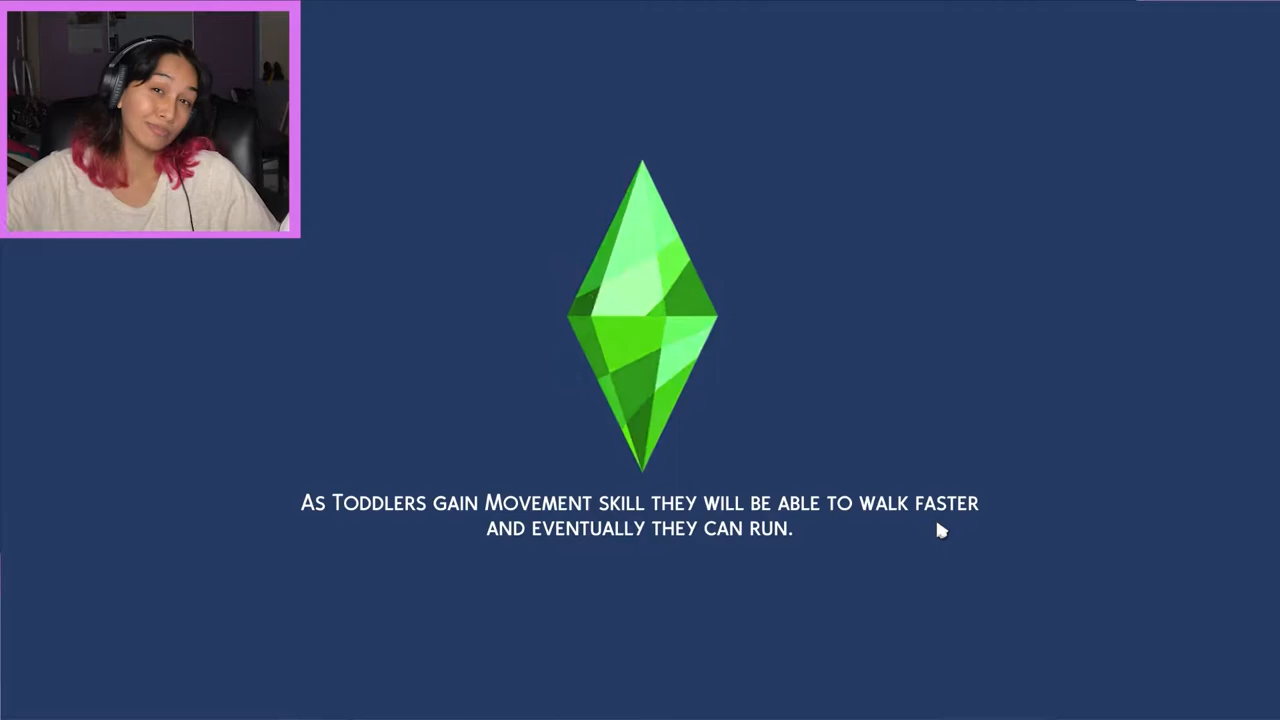 As Toddlers gain Movement skill they will be able to walk faster
and eventually they can run.